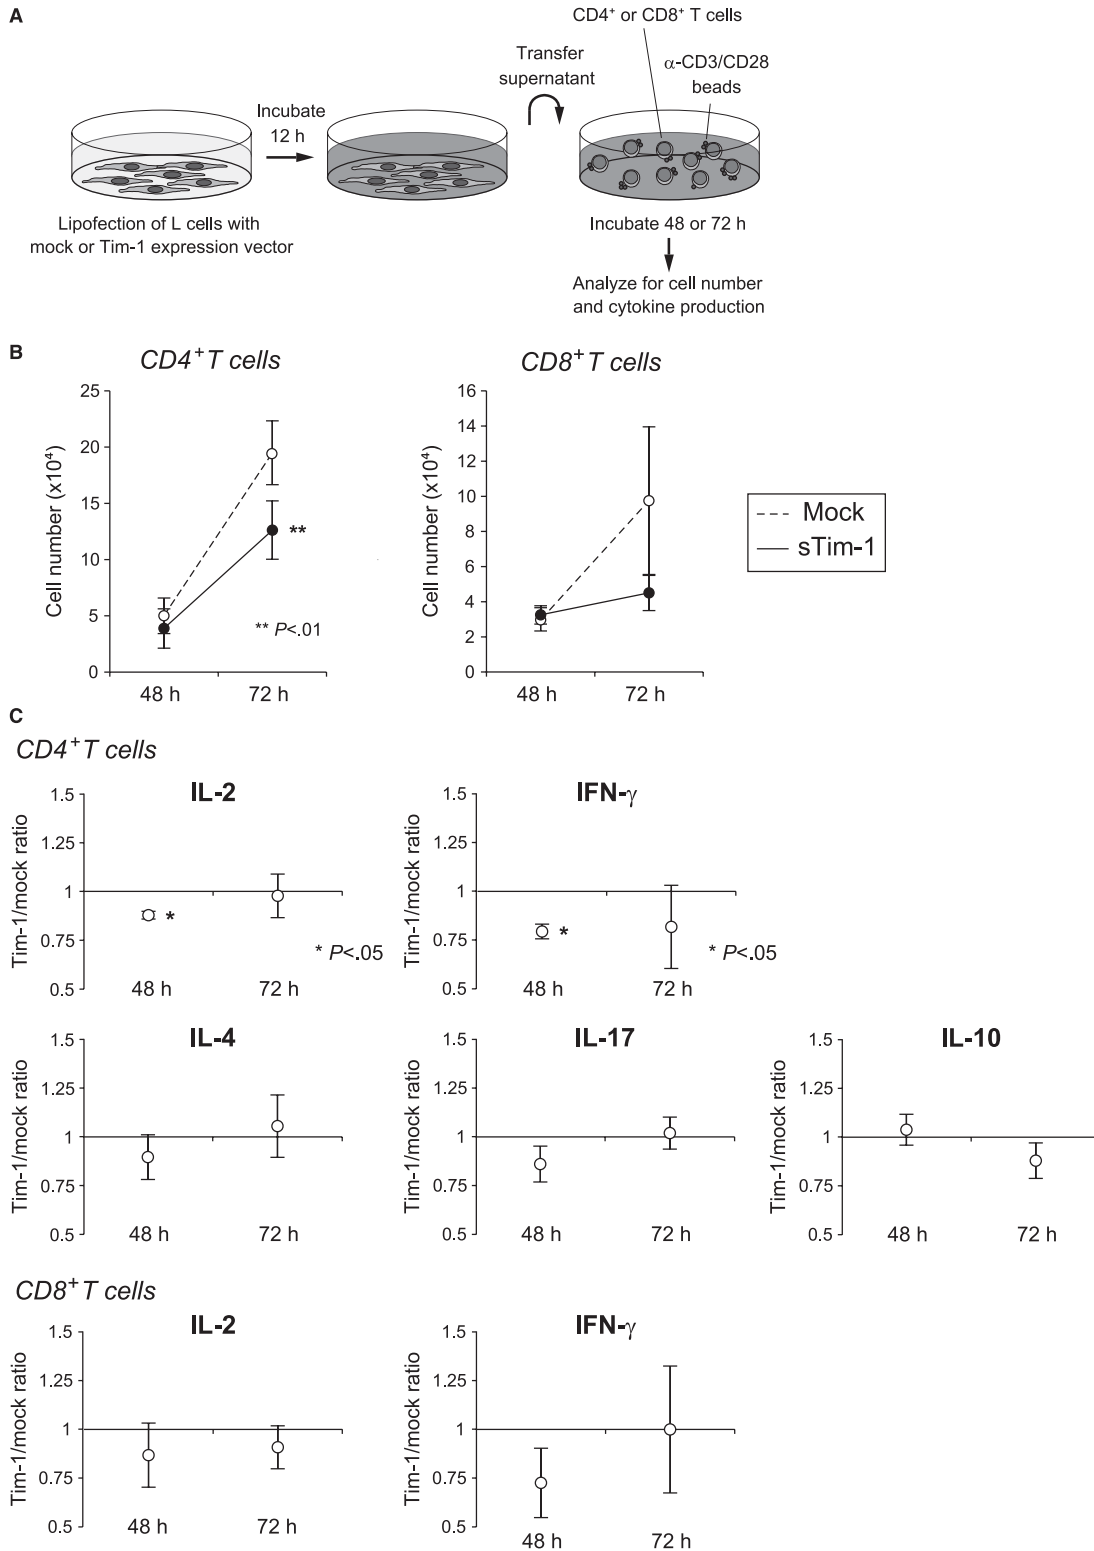 A
CD4⁺ or CD8⁺ T cells
Transfer
supernatant
α-CD3/CD28
beads
Incubate
12 h
Lipofection of L cells with
mock or Tim-1 expression vector
Incubate 48 or 72 h
Analyze for cell number
and cytokine production
B
CD4⁺T cells
Cell number (x10⁴)
25
20
15
10
5
0
**
** P<.01
48 h 72 h
CD8⁺T cells
Cell number (x10⁴)
16
14
12
10
8
6
4
2
0
48 h 72 h
Mock
sTim-1
C
CD4⁺T cells
IL-2
Tim-1/mock ratio
1.5
1.25
1
0.75
0.5
*
* P<.05
48 h 72 h
IFN-γ
Tim-1/mock ratio
1.5
1.25
1
0.75
0.5
*
* P<.05
48 h 72 h
IL-4
Tim-1/mock ratio
1.5
1.25
1
0.75
0.5
48 h 72 h
IL-17
Tim-1/mock ratio
1.5
1.25
1
0.75
0.5
48 h 72 h
IL-10
Tim-1/mock ratio
1.5
1.25
1
0.75
0.5
48 h 72 h
CD8⁺T cells
IL-2
Tim-1/mock ratio
1.5
1.25
1
0.75
0.5
48 h 72 h
IFN-γ
Tim-1/mock ratio
1.5
1.25
1
0.75
0.5
48 h 72 h